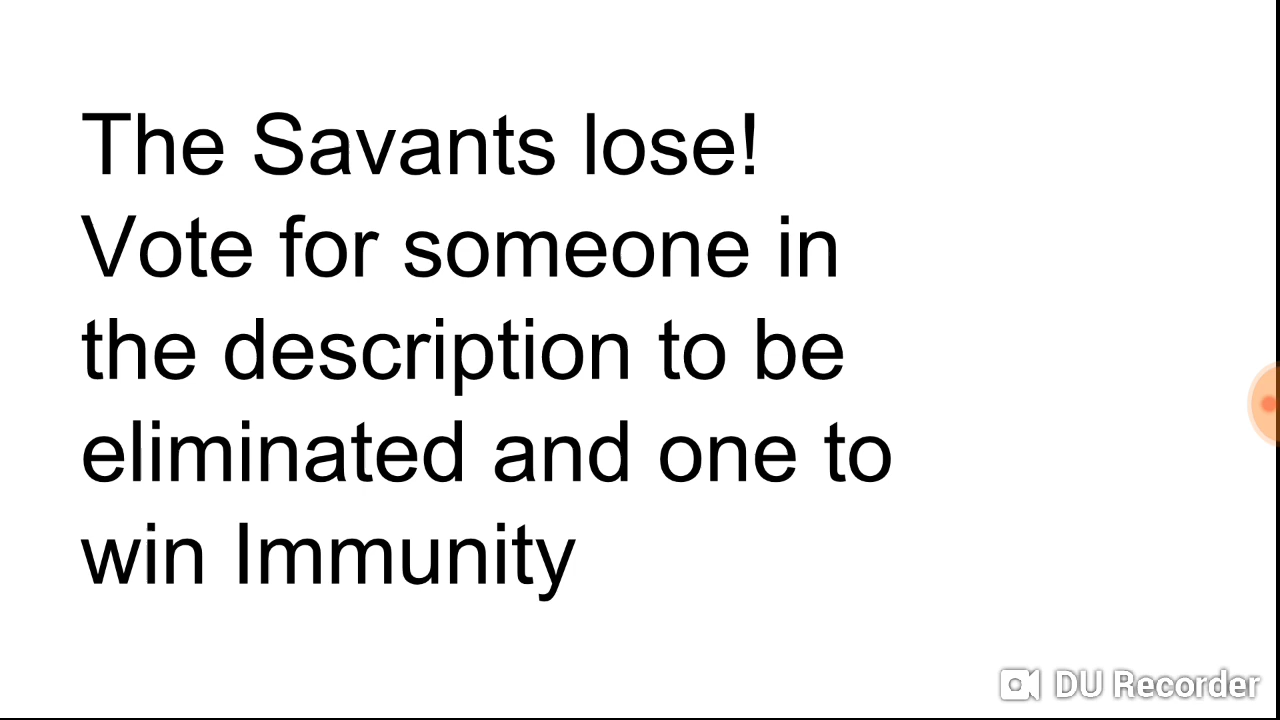 The Savants lose!
Vote for someone in
the description to be
eliminated and one to
win Immunity
DU Recorder